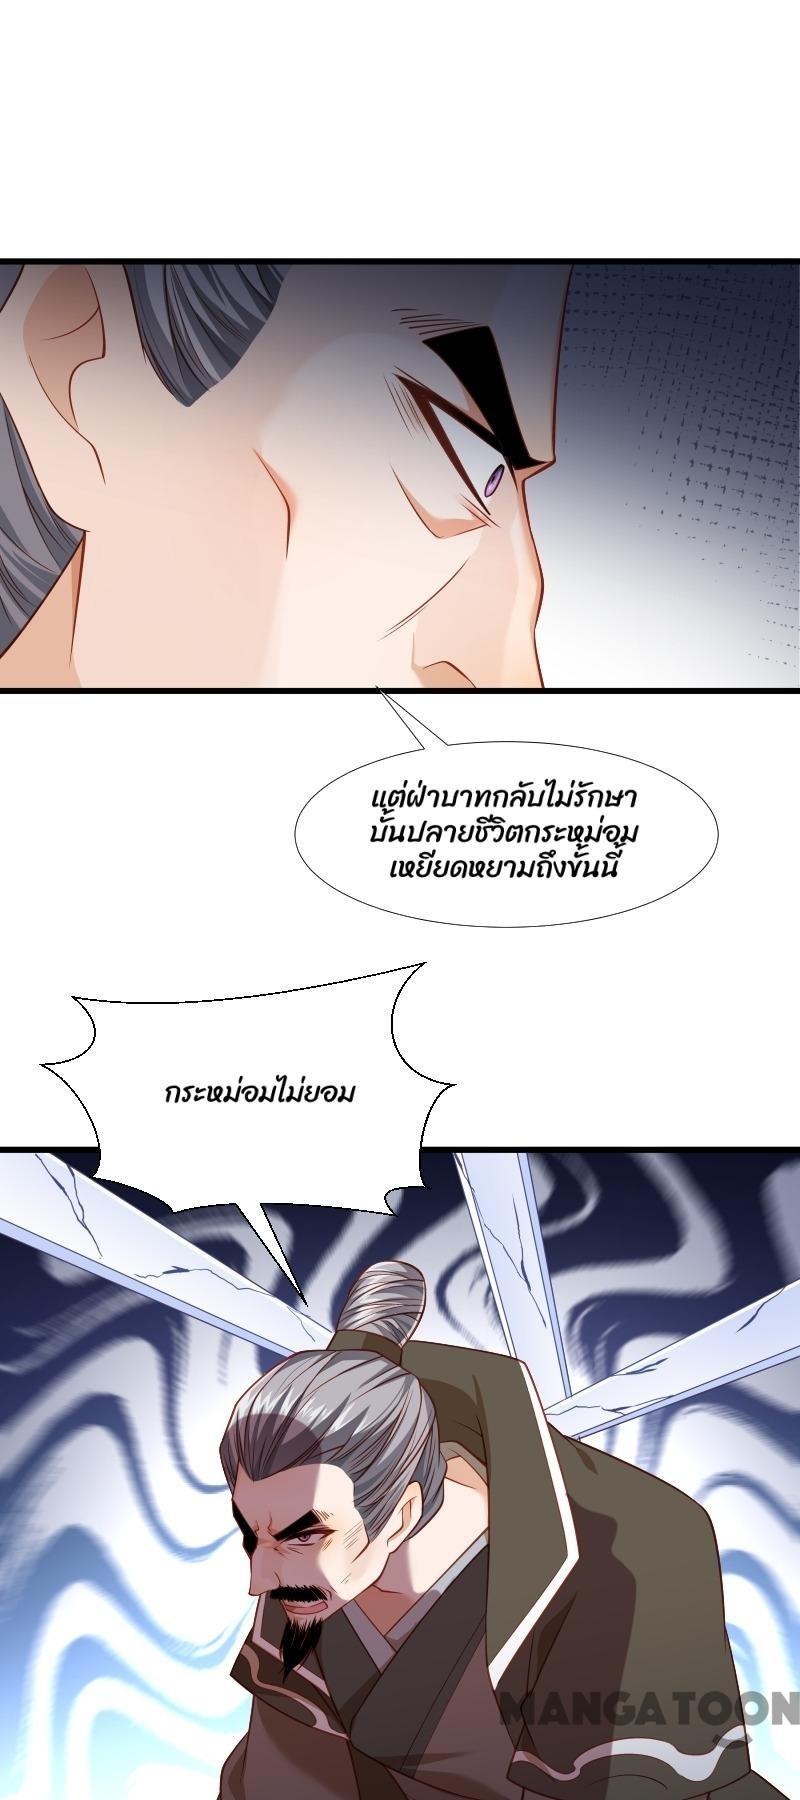 แต่ฝ่าบาทกลับไม่รักษา
บั้นปลายชีวิตกระหม่อม
เหยียดหยามถึงขั้นนี้
กระหม่อมไม่ยอม
MANGATOON